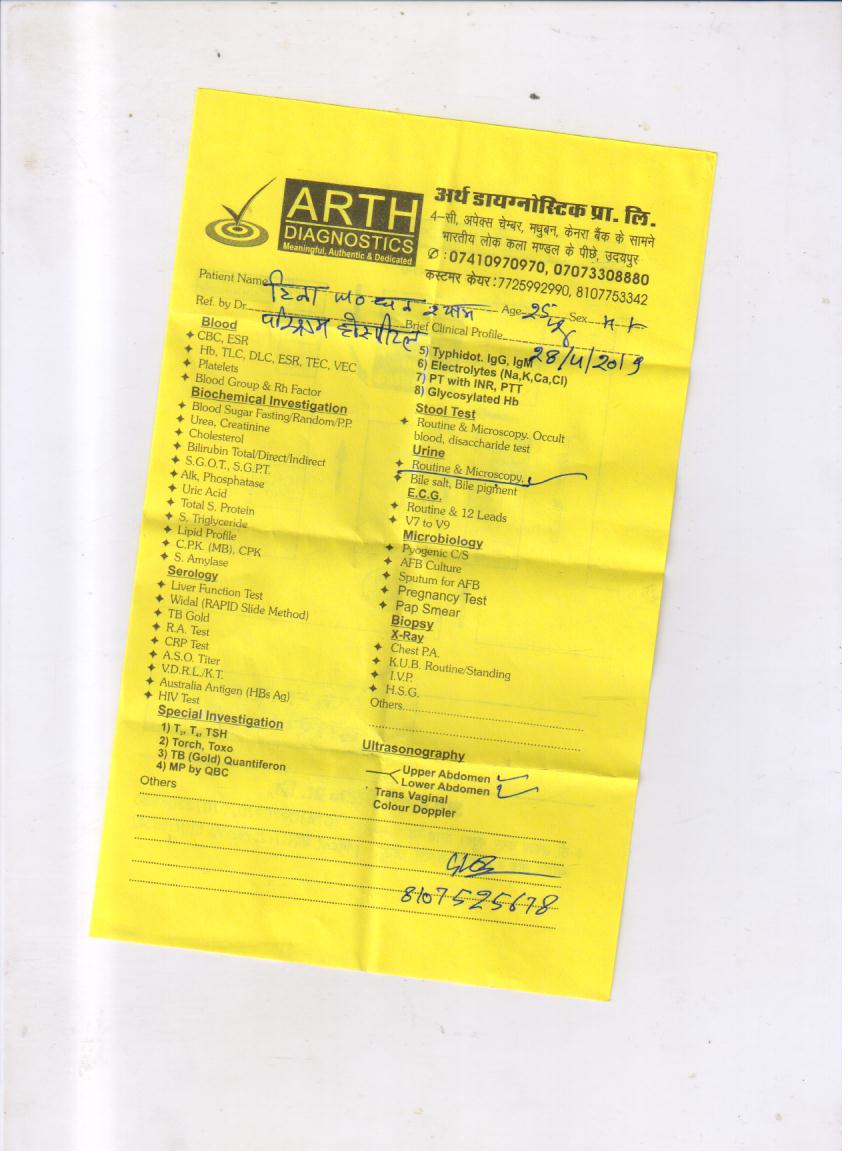 ARTH
DIAGNOSTICS
Meaningful, Authentic & Dedicated
अर्थ डायग्नोस्टिक प्रा. लि.
4-सी, अपेक्स चेम्बर, मधुबन, केनरा बैंक के सामने
भारतीय लोक कला मण्डल के पीछे, उदयपुर
✆ : 07410970970, 07073308880
कस्टमर केयर : 7725992990, 8107753342
Patient Name Age 25 Sex
Ref. by Dr. Brief Clinical Profile
28/4/2019
Blood
CBC, ESR
Hb, TLC, DLC, ESR, TEC, VEC
Platelets
Blood Group & Rh Factor
Biochemical Investigation
Blood Sugar Fasting/Random/P.P.
Urea, Creatinine
Cholesterol
Bilirubin Total/Direct/Indirect
S.G.O.T., S.G.P.T.
Alk, Phosphatase
Uric Acid
Total S. Protein
S. Triglyceride
Lipid Profile
C.P.K. (MB), CPK
S. Amylase
Serology
Liver Function Test
Widal (RAPID Slide Method)
TB Gold
R.A. Test
CRP Test
A.S.O. Titer
V.D.R.L./K.T.
Australia Antigen (HBs Ag)
HIV Test
Special Investigation
1) T₃, T₄, TSH
2) Torch, Toxo
3) TB (Gold) Quantiferon
4) MP by QBC
Others
5) Typhidot. IgG, IgM
6) Electrolytes (Na,K,Ca,Cl)
7) PT with INR, PTT
8) Glycosylated Hb
Stool Test
Routine & Microscopy. Occult
blood, disaccharide test
Urine
Routine & Microscopy,
Bile salt, Bile pigment
E.C.G.
Routine & 12 Leads
V7 to V9
Microbiology
Pyogenic C/S
AFB Culture
Sputum for AFB
Pregnancy Test
Pap Smear
Biopsy
X-Ray
Chest P.A.
K.U.B. Routine/Standing
I.V.P.
H.S.G.
Others
Ultrasonography
Upper Abdomen
Lower Abdomen
Trans Vaginal
Colour Doppler
8107525678